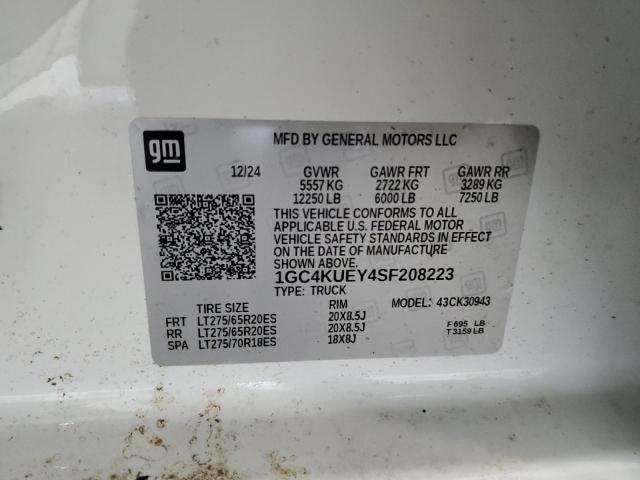 gm
MFD BY GENERAL MOTORS LLC
12/24 GVWR GAWR FRT GAWR RR
5557 KG 2722 KG 3289 KG
12250 LB 6000 LB 7250 LB
THIS VEHICLE CONFORMS TO ALL
APPLICABLE U.S. FEDERAL MOTOR
VEHICLE SAFETY STANDARDS IN EFFECT
ON THE DATE OF MANUFACTURE
SHOWN ABOVE.
1GC4KUEY4SF208223
TYPE: TRUCK
TIRE SIZE RIM MODEL: 43CK30943
FRT LT275/65R20ES 20X8.5J
RR LT275/65R20ES 20X8.5J
SPA LT275/70R18ES 18X8J
F 695 LB
T 3159 LB